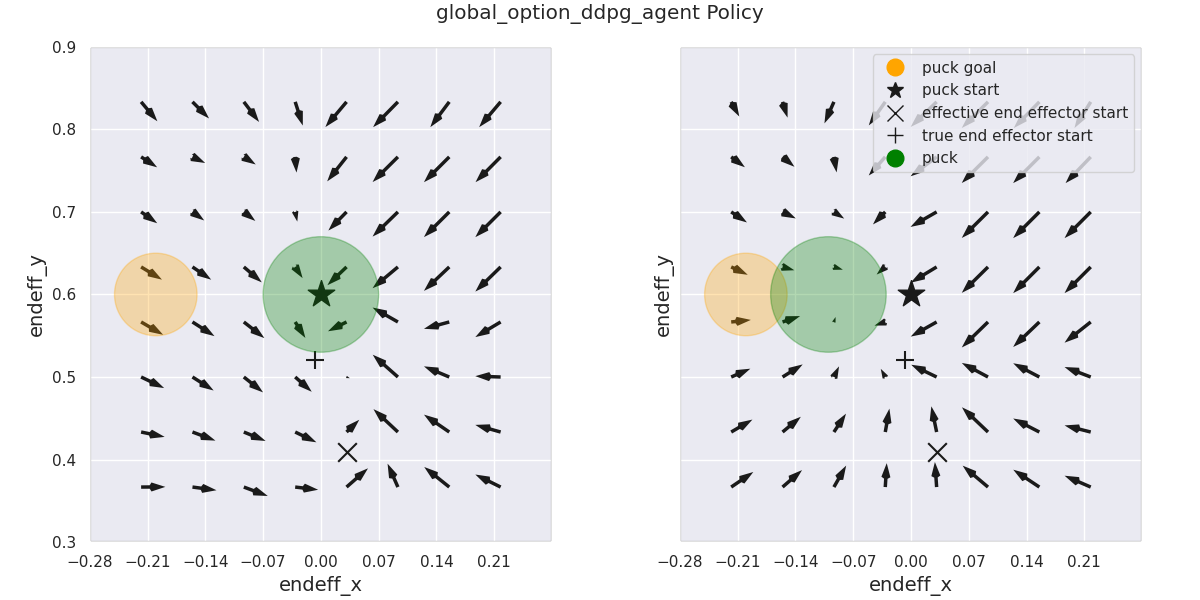 global_option_ddpg_agent Policy
endeff_y
0.9
0.8
0.7
0.6
0.5
0.4
0.3
−0.28 −0.21 −0.14 −0.07 0.00 0.07 0.14 0.21
endeff_x
puck goal
puck start
effective end effector start
true end effector start
puck
endeff_y
−0.28 −0.21 −0.14 −0.07 0.00 0.07 0.14 0.21
endeff_x